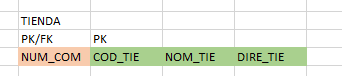 TIENDA
PK/FK PK
NUM_COM COD_TIE NOM_TIE DIRE_TIE